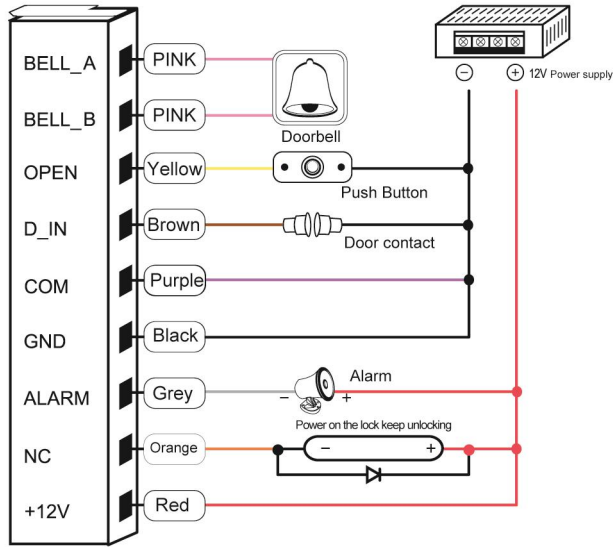 BELL_A PINK
BELL_B PINK
Doorbell
− + 12V Power supply
OPEN Yellow
Push Button
D_IN Brown
Door contact
COM Purple
GND Black
Alarm
ALARM Grey − +
Power on the lock keep unlocking
NC Orange − +
+12V Red